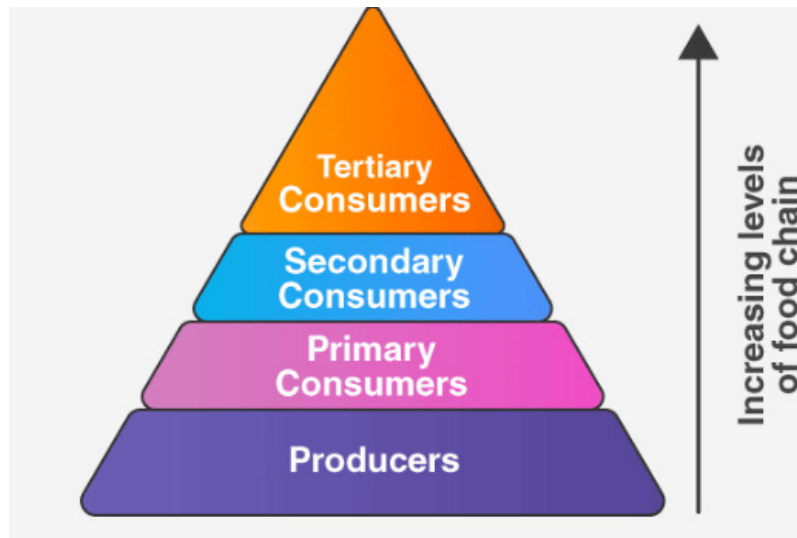 Tertiary
Consumers
Secondary
Consumers
Primary
Consumers
Producers
Increasing levels
of food chain